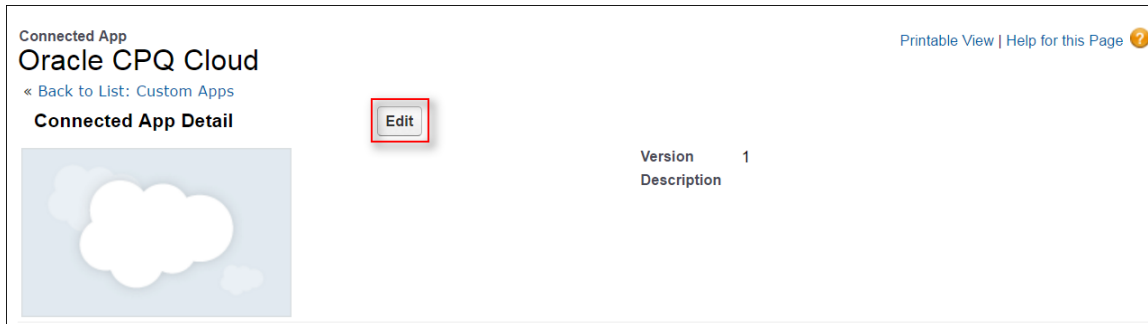 Connected App
Oracle CPQ Cloud
Printable View | Help for this Page ?
« Back to List: Custom Apps
Connected App Detail
Edit
Version 1
Description